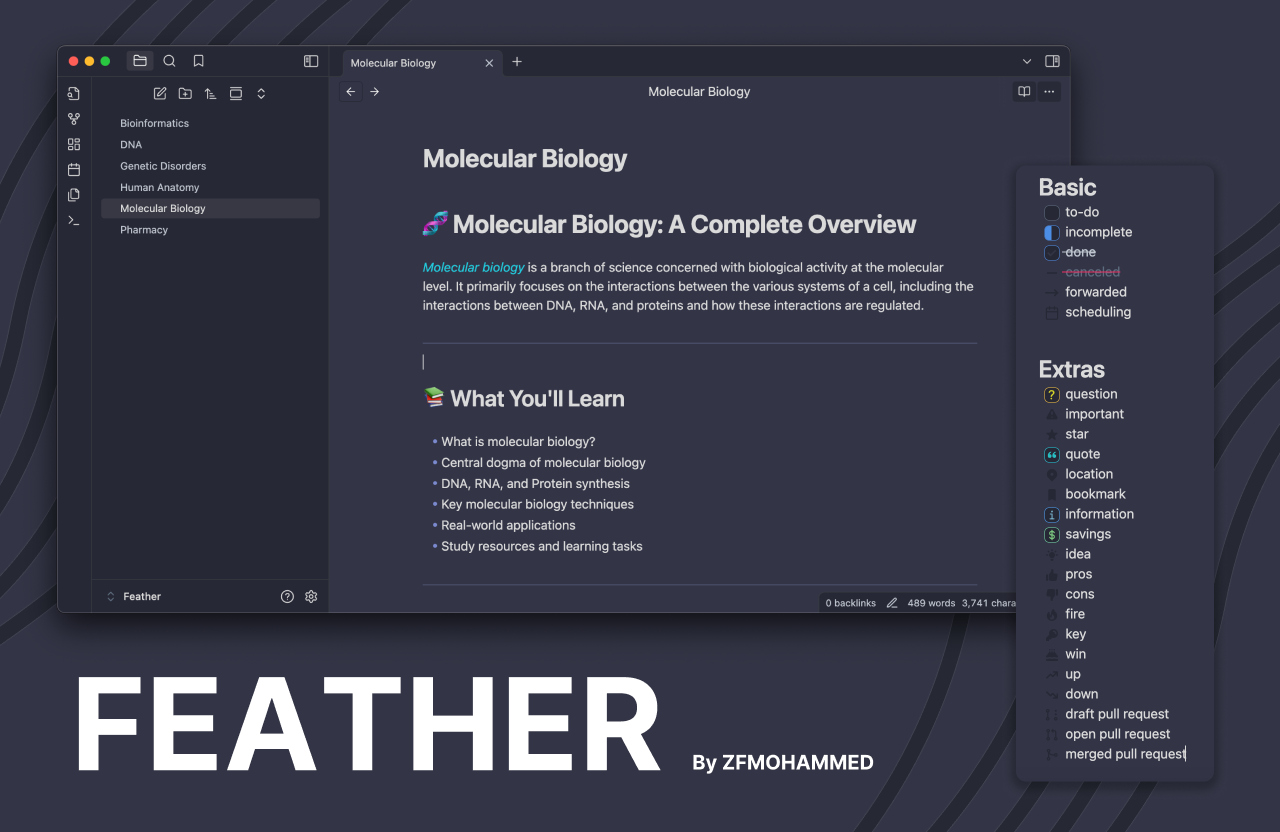 Molecular Biology
Molecular Biology
Bioinformatics
DNA
Genetic Disorders
Human Anatomy
Molecular Biology
Pharmacy
Feather
Molecular Biology
🧬 Molecular Biology: A Complete Overview
Molecular biology is a branch of science concerned with biological activity at the molecular
level. It primarily focuses on the interactions between the various systems of a cell, including the
interactions between DNA, RNA, and proteins and how these interactions are regulated.
📚 What You'll Learn
• What is molecular biology?
• Central dogma of molecular biology
• DNA, RNA, and Protein synthesis
• Key molecular biology techniques
• Real-world applications
• Study resources and learning tasks
0 backlinks 489 words 3,741 chara
Basic
to-do
incomplete
done
canceled
forwarded
scheduling
Extras
question
important
star
quote
location
bookmark
information
savings
idea
pros
cons
fire
key
win
up
down
draft pull request
open pull request
merged pull request
FEATHER
By ZFMOHAMMED